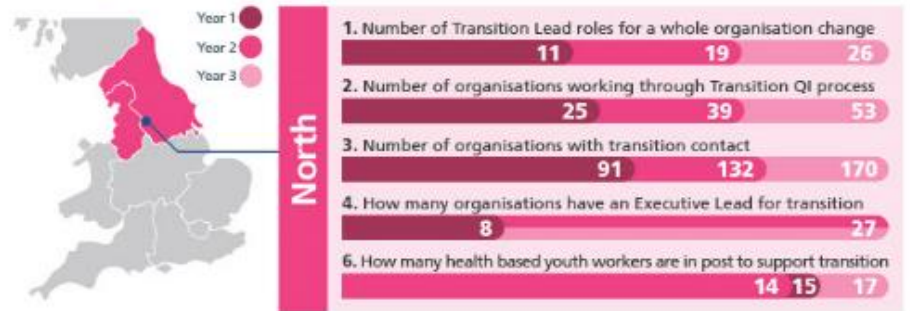 Year 1
Year 2
Year 3
North
1. Number of Transition Lead roles for a whole organisation change
11 19 26
2. Number of organisations working through Transition QI process
25 39 53
3. Number of organisations with transition contact
91 132 170
4. How many organisations have an Executive Lead for transition
8 27
6. How many health based youth workers are in post to support transition
14 15 17